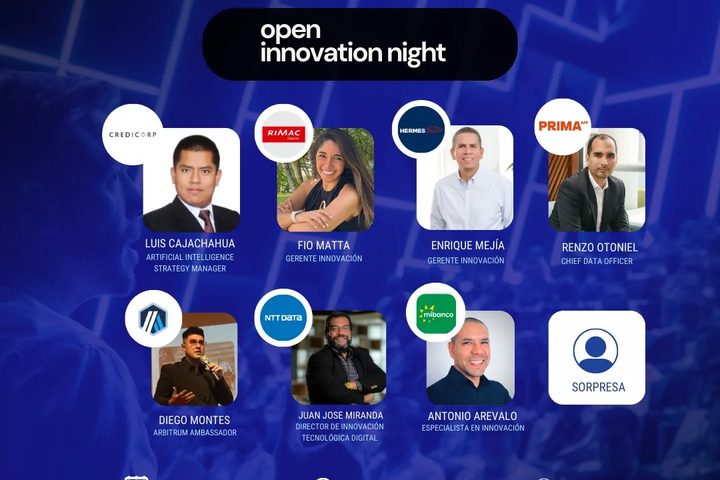 open
innovation night
CREDICORP
RIMAC
Seguros
HERMES
PRIMA AFP
LUIS CAJACHAHUA
ARTIFICIAL INTELLIGENCE
STRATEGY MANAGER
FIO MATTA
GERENTE INNOVACIÓN
ENRIQUE MEJÍA
GERENTE INNOVACIÓN
RENZO OTONIEL
CHIEF DATA OFFICER
NTT DATA
mibanco
DIEGO MONTES
ARBITRUM AMBASSADOR
JUAN JOSE MIRANDA
DIRECTOR DE INNOVACIÓN
TECNOLÓGICA DIGITAL
ANTONIO AREVALO
ESPECIALISTA EN INNOVACIÓN
SORPRESA